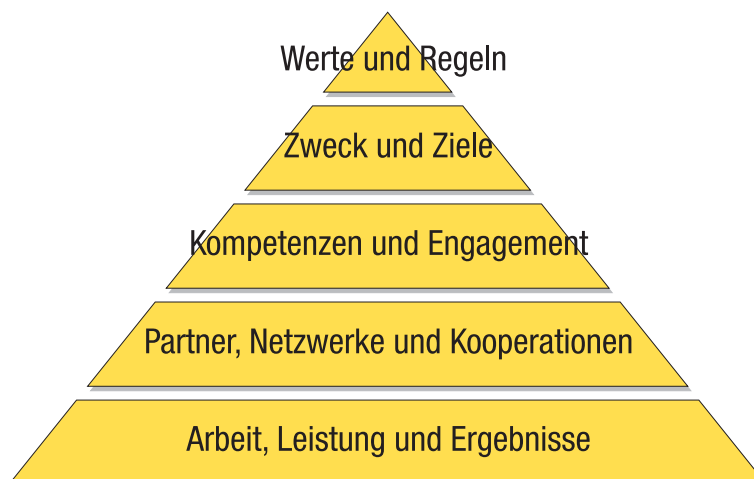 Werte und Regeln
Zweck und Ziele
Kompetenzen und Engagement
Partner, Netzwerke und Kooperationen
Arbeit, Leistung und Ergebnisse